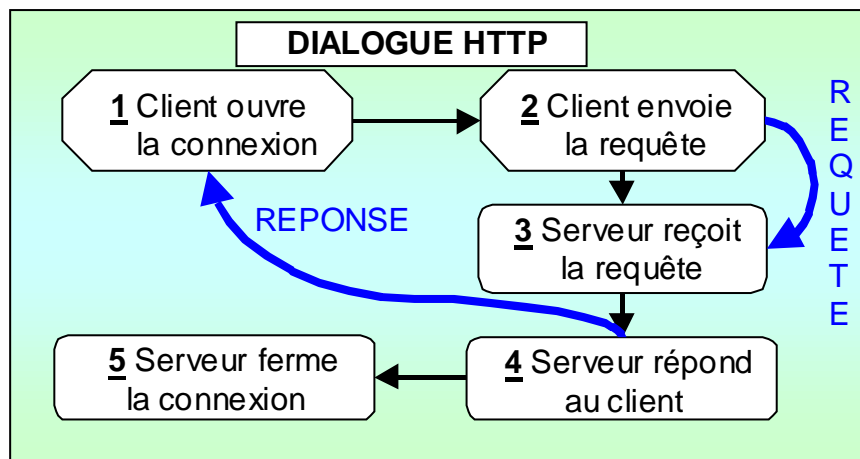 DIALOGUE HTTP
1 Client ouvre
la connexion
2 Client envoie
la requête
REQUETE
REPONSE
3 Serveur reçoit
la requête
5 Serveur ferme
la connexion
4 Serveur répond
au client